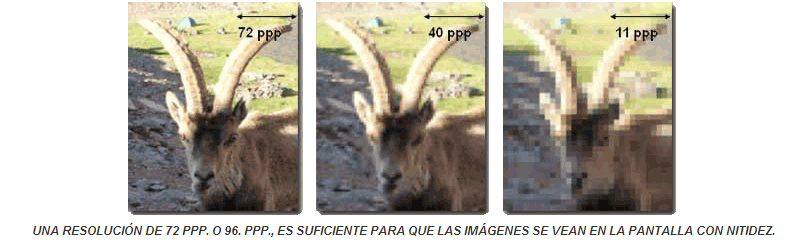 72 ppp
40 ppp
11 ppp
UNA RESOLUCIÓN DE 72 PPP. O 96. PPP., ES SUFICIENTE PARA QUE LAS IMÁGENES SE VEAN EN LA PANTALLA CON NITIDEZ.